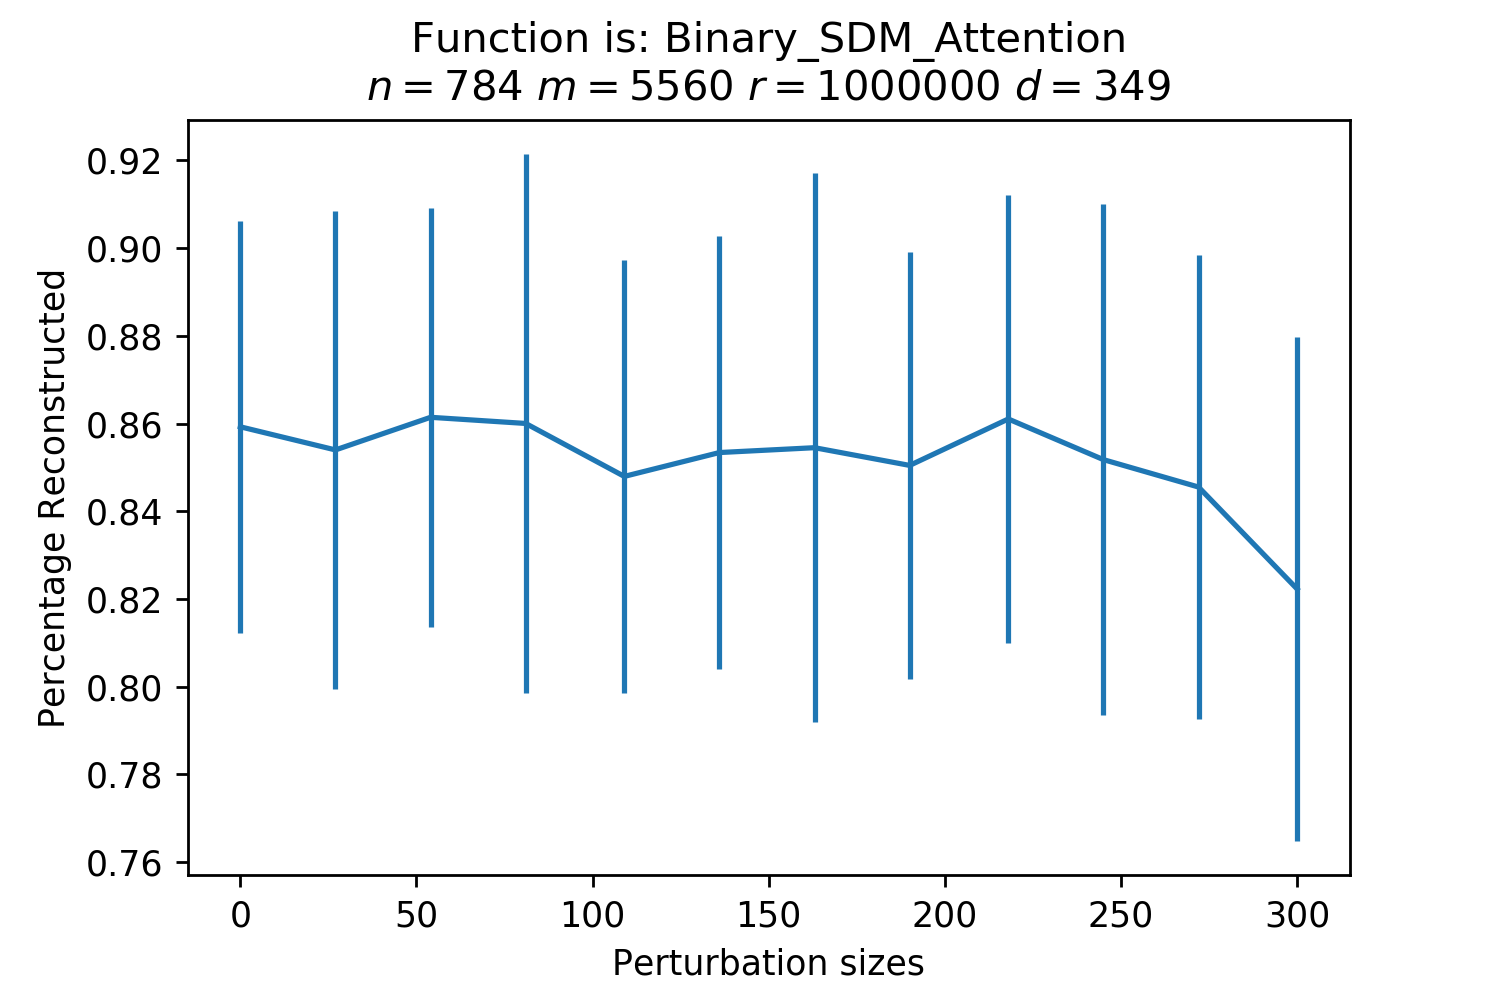 Function is: Binary_SDM_Attention
n = 784 m = 5560 r = 1000000 d = 349
Percentage Reconstructed
0.92
0.90
0.88
0.86
0.84
0.82
0.80
0.78
0.76
0 50 100 150 200 250 300
Perturbation sizes